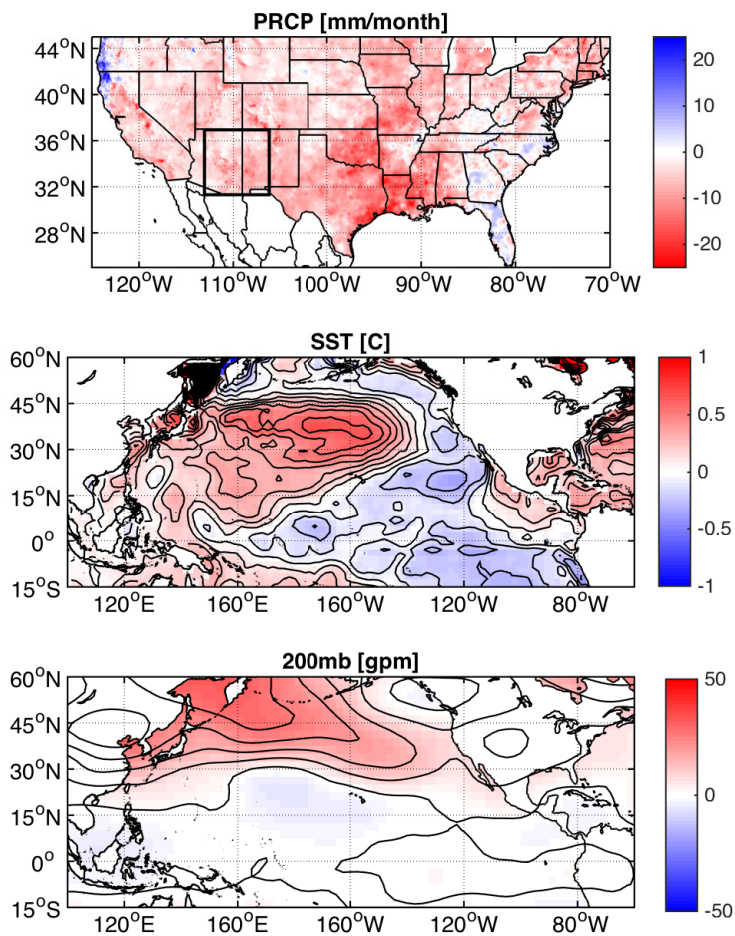 PRCP [mm/month]
44°N
40°N
36°N
32°N
28°N
120°W 110°W 100°W 90°W 80°W 70°W
20
10
0
-10
-20
SST [C]
60°N
45°N
30°N
15°N
0°
15°S
120°E 160°E 160°W 120°W 80°W
1
0.5
0
-0.5
-1
200mb [gpm]
60°N
45°N
30°N
15°N
0°
15°S
120°E 160°E 160°W 120°W 80°W
50
0
-50